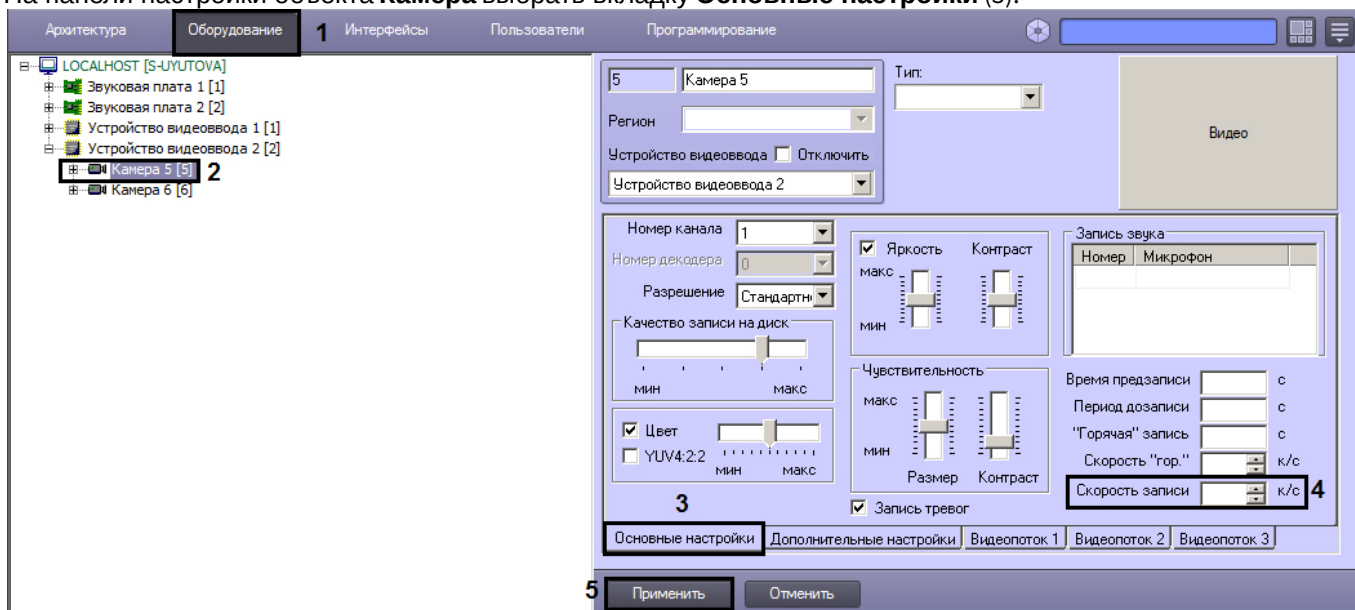 На панели настройки объекта Камера выбрать вкладку Основные настройки (3).
Архитектура Оборудование 1 Интерфейсы Пользователи Программирование
LOCALHOST [S-UYUTOVA]
Звуковая плата 1 [1]
Звуковая плата 2 [2]
Устройство видеоввода 1 [1]
Устройство видеоввода 2 [2]
Камера 5 [5] 2
Камера 6 [6]
5 Камера 5
Регион
Устройство видеоввода Отключить
Устройство видеоввода 2
Тип:
Видео
Номер канала 1
Номер декодера 0
Разрешение Стандартн
Качество записи на диск
мин макс
Цвет
YUV4:2:2
мин макс
Яркость Контраст
макс
мин
Чувствительность
макс
мин
Размер Контраст
Запись тревог
Запись звука
Номер Микрофон
Время предзаписи с
Период дозаписи с
"Горячая" запись с
Скорость "гор." к/с
Скорость записи к/с 4
3
Основные настройки Дополнительные настройки Видеопоток 1 Видеопоток 2 Видеопоток 3
5 Применить Отменить